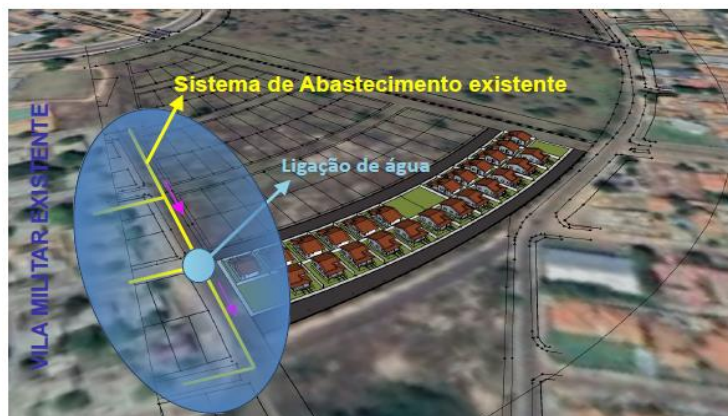 Sistema de Abastecimento existente
Ligação de água
VILA MILITAR EXISTENTE